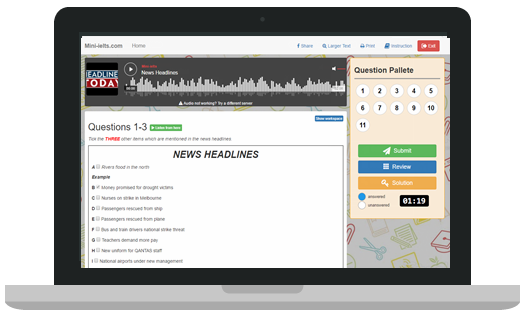 Mini-ielts.com Home Share Larger Text Print Instruction Exit
HEADLINE
TODAY
News Headlines
00:00
Audio not working? Try a different server
Show workspace
Questions 1-3 Listen from here
Tick the THREE other items which are mentioned in the news headlines.
NEWS HEADLINES
A Rivers flood in the north
Example
B Money promised for drought victims
C Nurses on strike in Melbourne
D Passengers rescued from ship
E Passengers rescued from plane
F Bus and train drivers national strike threat
G Teachers demand more pay
H New uniform for QANTAS staff
I National airports under new management
Question Pallete
1 2 3 4 5
6 7 8 9 10
11
Submit
Review
Solution
answered
unanswered
01:19